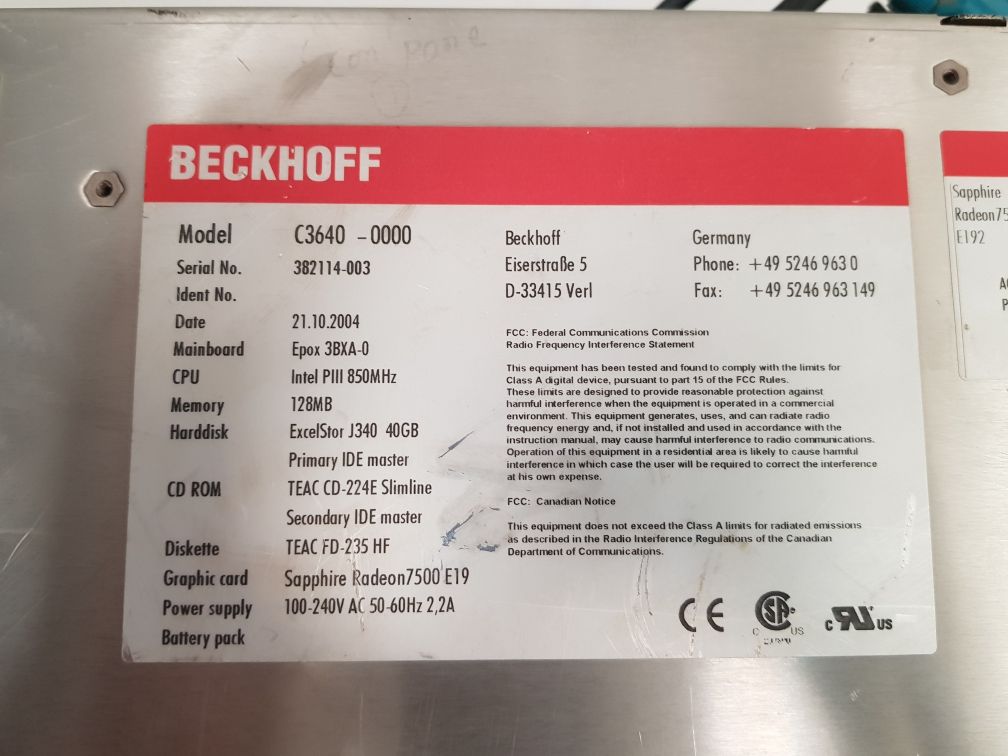 BECKHOFF
Model C3640 -0000
Serial No. 382114-003
Ident No.
Date 21.10.2004
Mainboard Epox 3BXA-0
CPU Intel PIII 850MHz
Memory 128MB
Harddisk ExcelStor J340 40GB
Primary IDE master
CD ROM TEAC CD-224E Slimline
Secondary IDE master
Diskette TEAC FD-235 HF
Graphic card Sapphire Radeon7500 E19
Power supply 100-240V AC 50-60Hz 2,2A
Battery pack
Beckhoff
Eiserstraße 5
D-33415 Verl
Germany
Phone: +49 5246 963 0
Fax: +49 5246 963 149
FCC: Federal Communications Commission
Radio Frequency Interference Statement
This equipment has been tested and found to comply with the limits for
Class A digital device, pursuant to part 15 of the FCC Rules.
These limits are designed to provide reasonable protection against
harmful interference when the equipment is operated in a commercial
environment. This equipment generates, uses, and can radiate radio
frequency energy and, if not installed and used in accordance with the
instruction manual, may cause harmful interference to radio communications.
Operation of this equipment in a residential area is likely to cause harmful
interference in which case the user will be required to correct the interference
at his own expense.
FCC: Canadian Notice
This equipment does not exceed the Class A limits for radiated emissions
as described in the Radio Interference Regulations of the Canadian
Department of Communications.
CE
C SA US
c RU US
Sapphire
Radeon75
E192